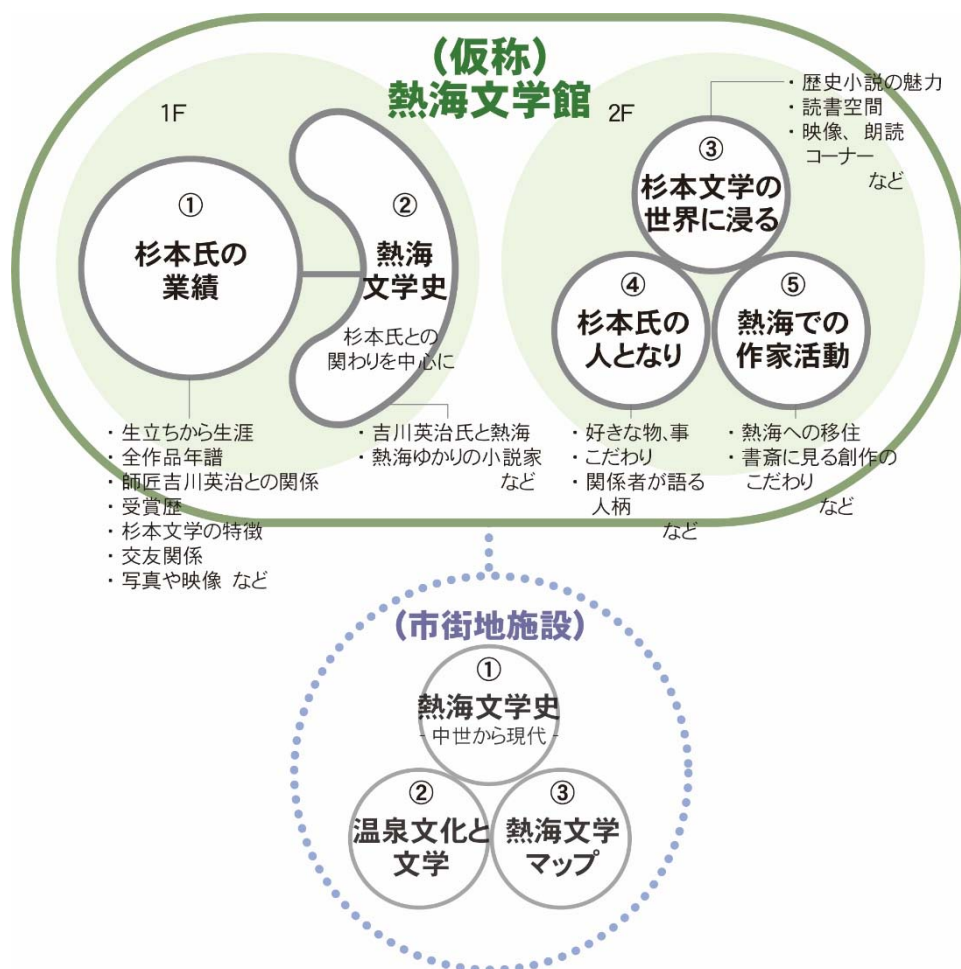 (仮称)
熱海文学館
1F
①
杉本氏の
業績
②
熱海
文学史
杉本氏との
関わりを中心に
・生立ちから生涯
・全作品年譜
・師匠吉川英治との関係
・受賞歴
・杉本文学の特徴
・交友関係
・写真や映像 など
・吉川英治氏と熱海
・熱海ゆかりの小説家
など
2F
③
杉本文学の
世界に浸る
・歴史小説の魅力
・読書空間
・映像、朗読
コーナー
など
④
杉本氏の
人となり
・好きな物、事
・こだわり
・関係者が語る
人柄
など
⑤
熱海での
作家活動
・熱海への移住
・書斎に見る創作の
こだわり
など
(市街地施設)
①
熱海文学史
- 中世から現代 -
②
温泉文化と
文学
③
熱海文学
マップ